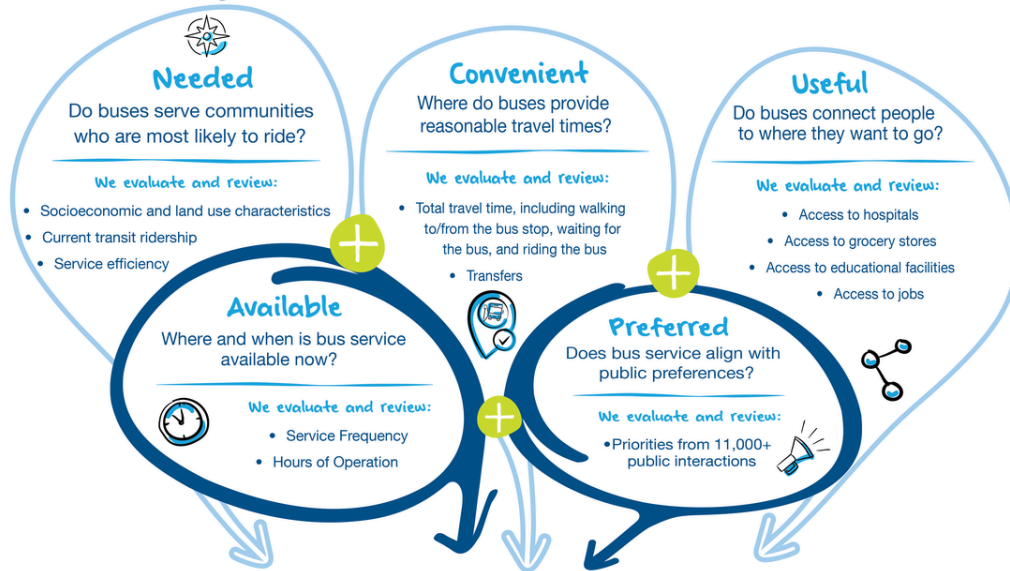 Needed
Do buses serve communities
who are most likely to ride?
We evaluate and review:
• Socioeconomic and land use characteristics
• Current transit ridership
• Service efficiency
Convenient
Where do buses provide
reasonable travel times?
We evaluate and review:
• Total travel time, including walking
to/from the bus stop, waiting for
the bus, and riding the bus
• Transfers
Useful
Do buses connect people
to where they want to go?
We evaluate and review:
• Access to hospitals
• Access to grocery stores
• Access to educational facilities
• Access to jobs
Available
Where and when is bus service
available now?
We evaluate and review:
• Service Frequency
• Hours of Operation
Preferred
Does bus service align with
public preferences?
We evaluate and review:
•Priorities from 11,000+
public interactions